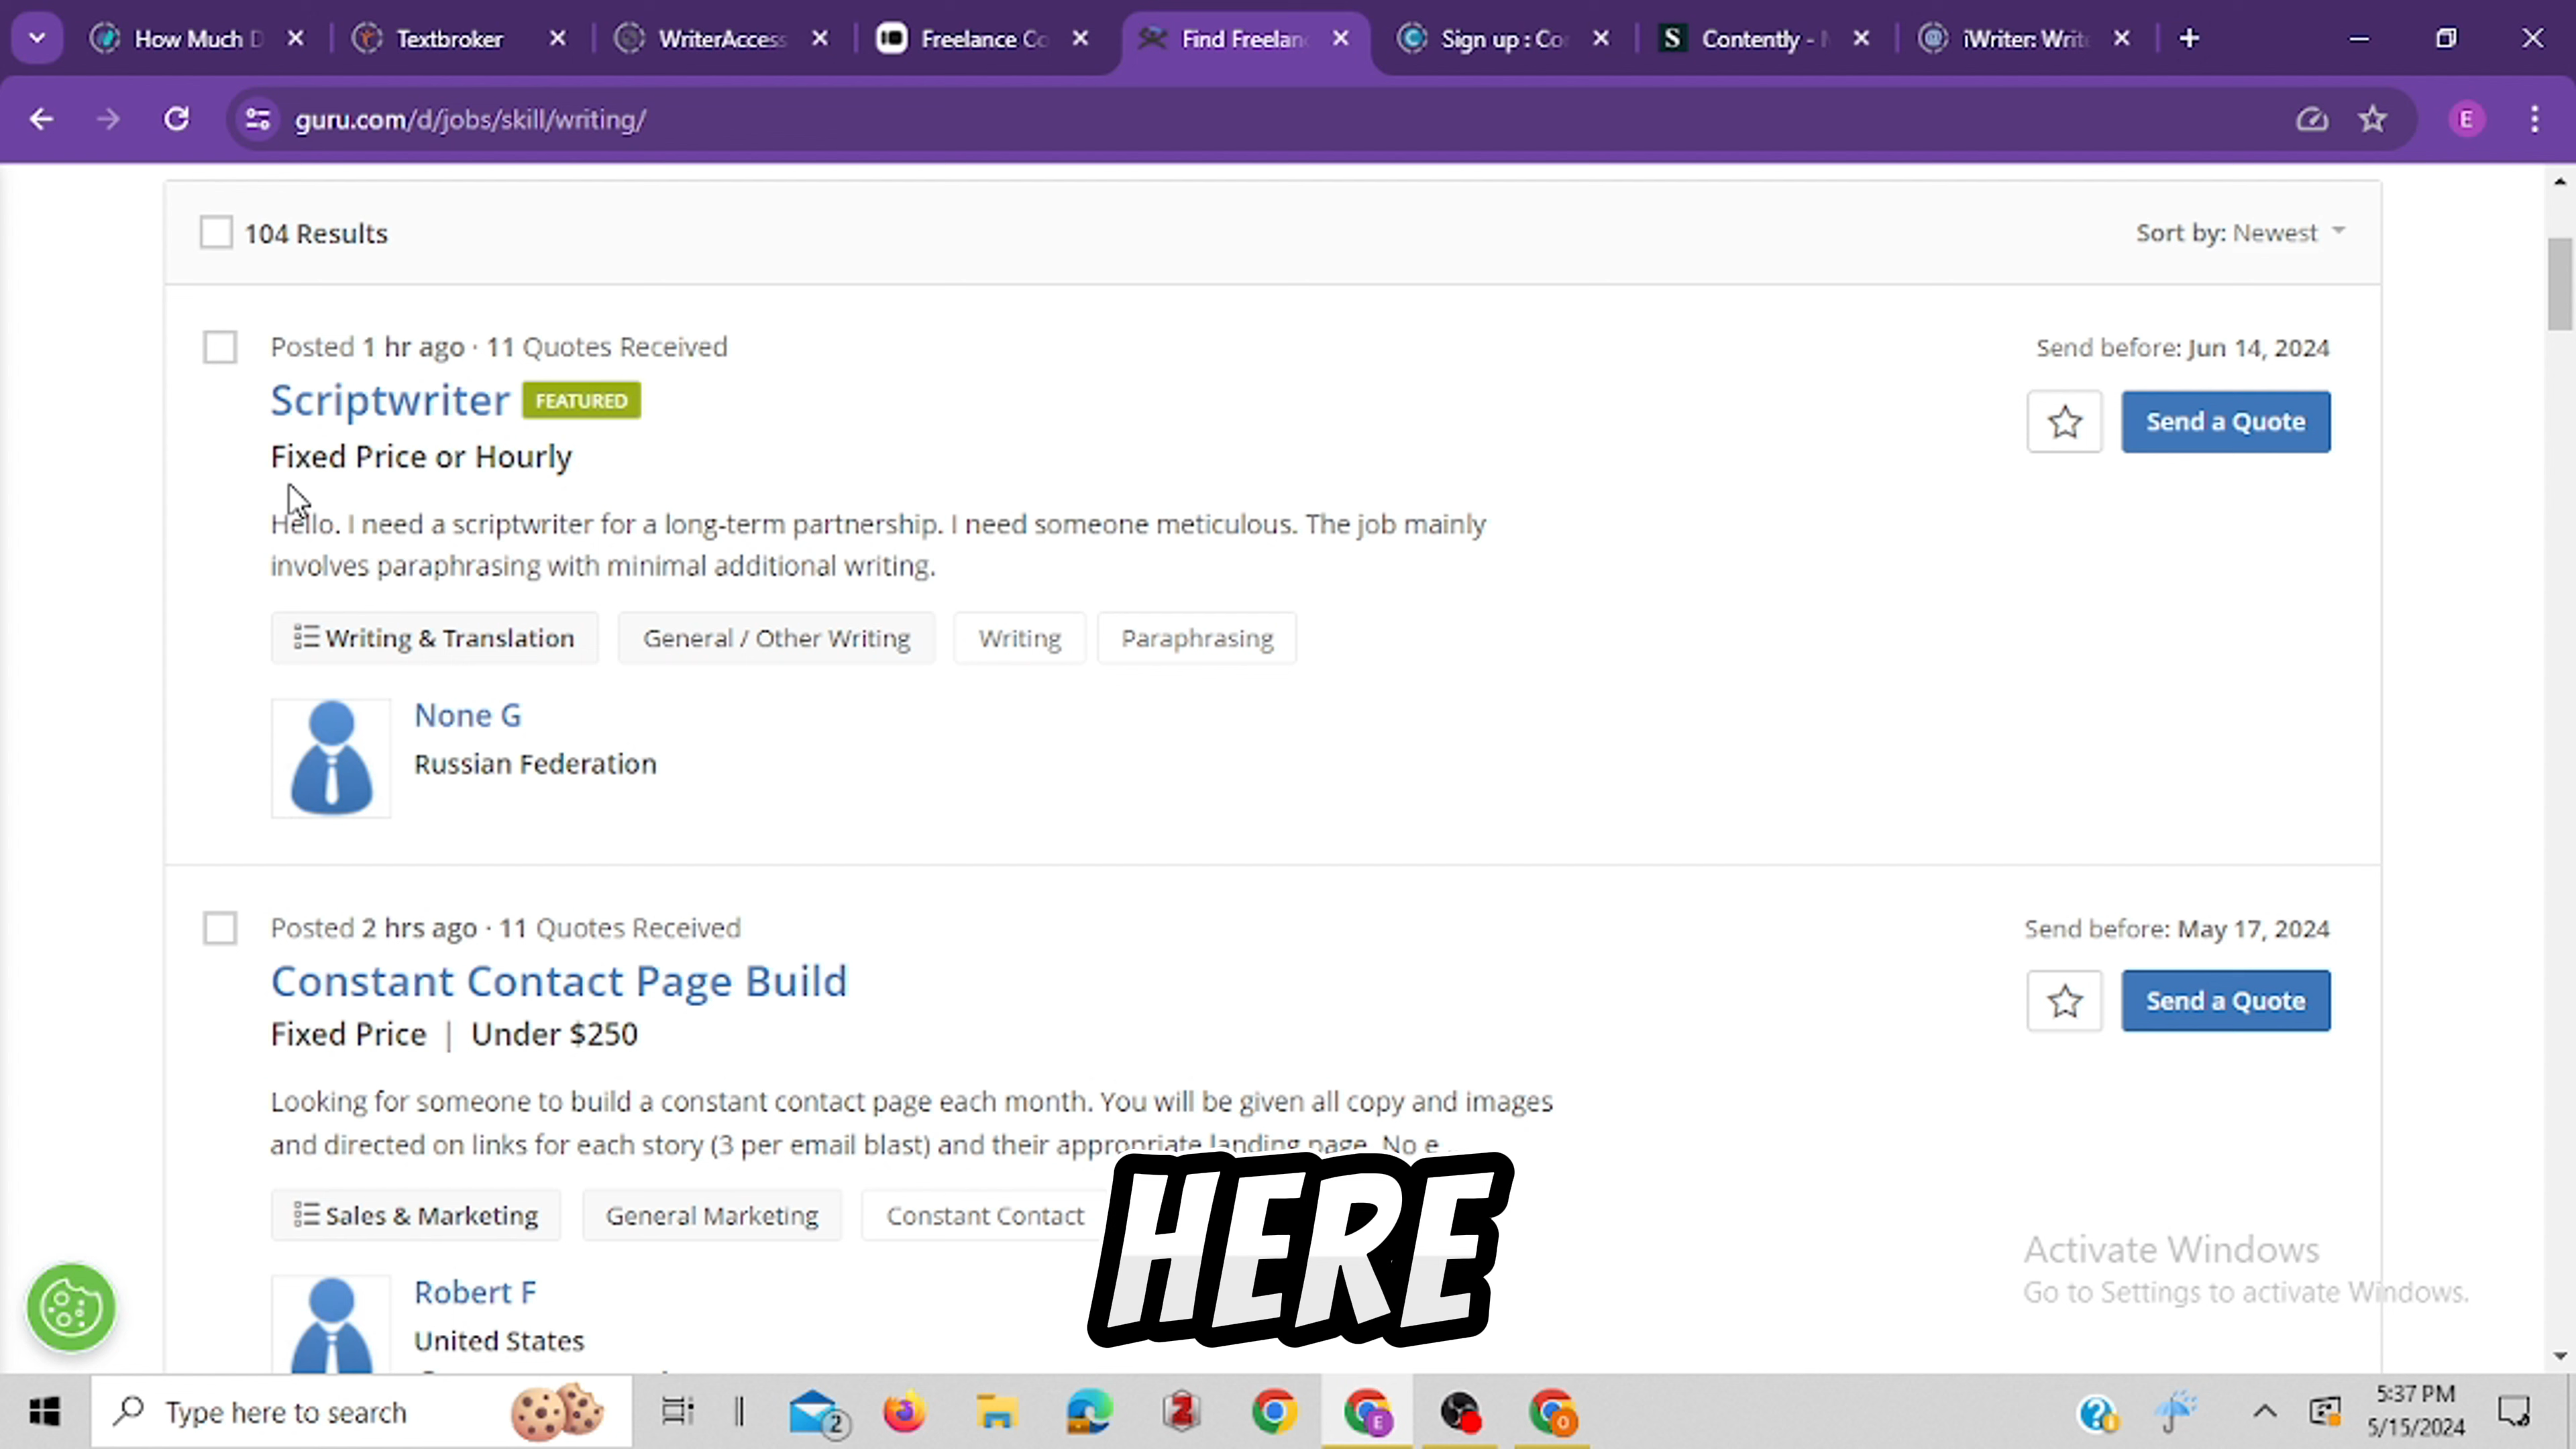 How Much D
Textbroker
WriterAccess
Freelance Co
Find Freelanc
Sign up : Co
Contently -
iWriter: Write
guru.com/d/jobs/skill/writing/
E
104 Results
Sort by: Newest
Posted 1 hr ago · 11 Quotes Received
Send before: Jun 14, 2024
Scriptwriter FEATURED
Send a Quote
Fixed Price or Hourly
Hello. I need a scriptwriter for a long-term partnership. I need someone meticulous. The job mainly
involves paraphrasing with minimal additional writing.
Writing & Translation General / Other Writing Writing Paraphrasing
None G
Russian Federation
Posted 2 hrs ago · 11 Quotes Received
Send before: May 17, 2024
Constant Contact Page Build
Send a Quote
Fixed Price | Under $250
Looking for someone to build a constant contact page each month. You will be given all copy and images
and directed on links for each story (3 per email blast) and their appropriate landing page. No e
Sales & Marketing General Marketing Constant Contact
HERE
Activate Windows
Go to Settings to activate Windows.
Robert F
United States
Type here to search
2
5:37 PM
5/15/2024